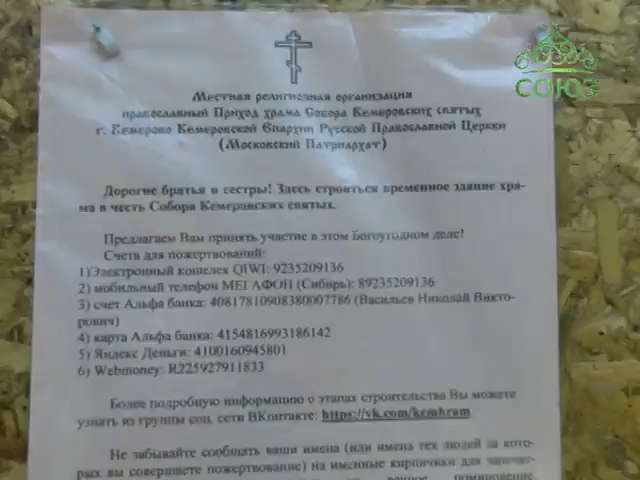 СОЮЗ
Местная религиозная организация
православный Приход храма Собора Кемеровских святых
г. Кемерово Кемеровской Епархии Русской Православной Церкви
(Московский Патриархат)
Дорогие братья и сестры! Здесь строиться временное здание хра-
ма в честь Собора Кемеровских святых.
Предлагаем Вам принять участие в этом Богоугодном деле!
Счета для пожертвований:
1)Электронный кошелек QIWI: 9235209136
2) мобильный телефон МЕГАФОН (Сибирь): 89235209136
3) счет Альфа банка: 40817810908380007786 (Васильев Николай Викто-
рович)
4) карта Альфа банка: 4154816993186142
5) Яндекс Деньги: 4100160945801
6) Webmoney: R225927911833
Более подробную информацию о этапах строительства Вы можете
узнать из группы соц. сети ВКонтакте: https://vk.com/kemhram
Не забывайте сообщать ваши имена (или имена тех людей за кото-
рых вы совершаете пожертвование) на именные кирпичики для
вечное поминовение.